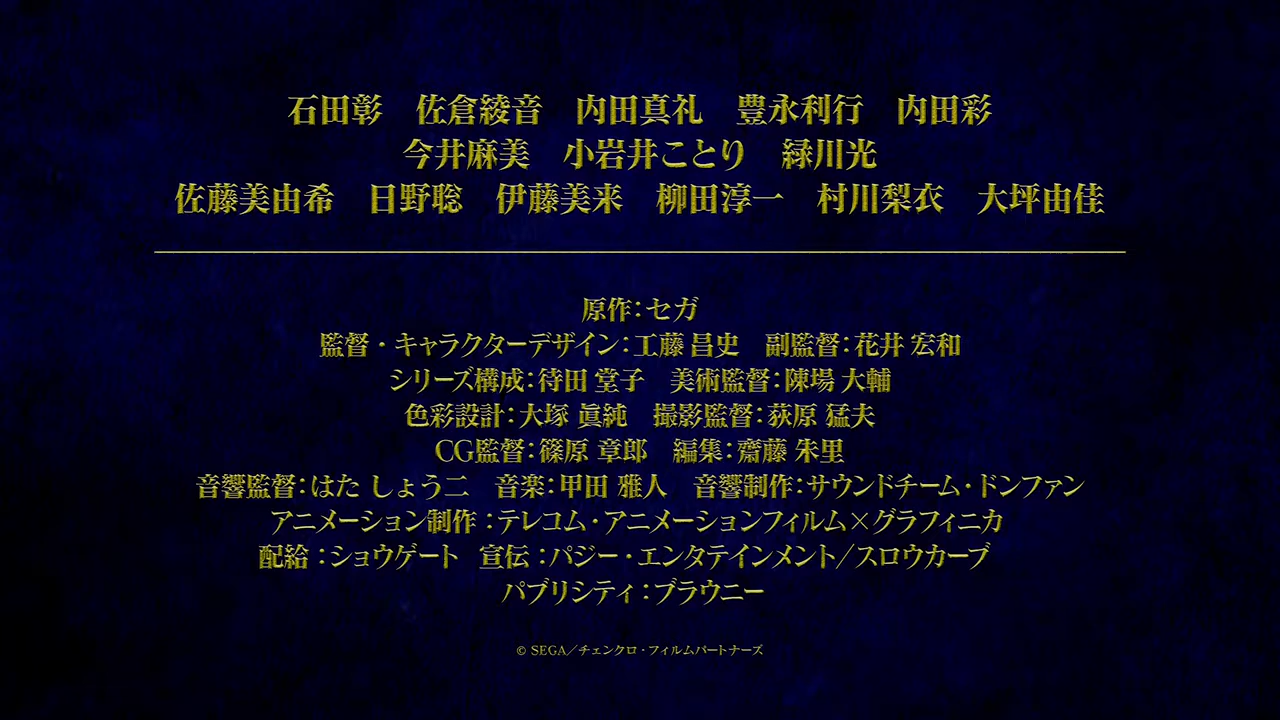 石田彰　佐倉綾音　内田真礼　豊永利行　内田彩
今井麻美　小岩井ことり　緑川光
佐藤美由希　日野聡　伊藤美来　柳田淳一　村川梨衣　大坪由佳
原作：セガ
監督・キャラクターデザイン：工藤 昌史　副監督：花井 宏和
シリーズ構成：待田 堂子　美術監督：陳場 大輔
色彩設計：大塚 眞純　撮影監督：荻原 猛夫
CG監督：篠原 章郎　編集：齋藤 朱里
音響監督：はた しょう二　音楽：甲田 雅人　音響制作：サウンドチーム・ドンファン
アニメーション制作：テレコム・アニメーションフィルム×グラフィニカ
配給：ショウゲート　宣伝：パジー・エンタテインメント／スロウカーブ
パブリシティ：ブラウニー
© SEGA／チェンクロ・フィルムパートナーズ